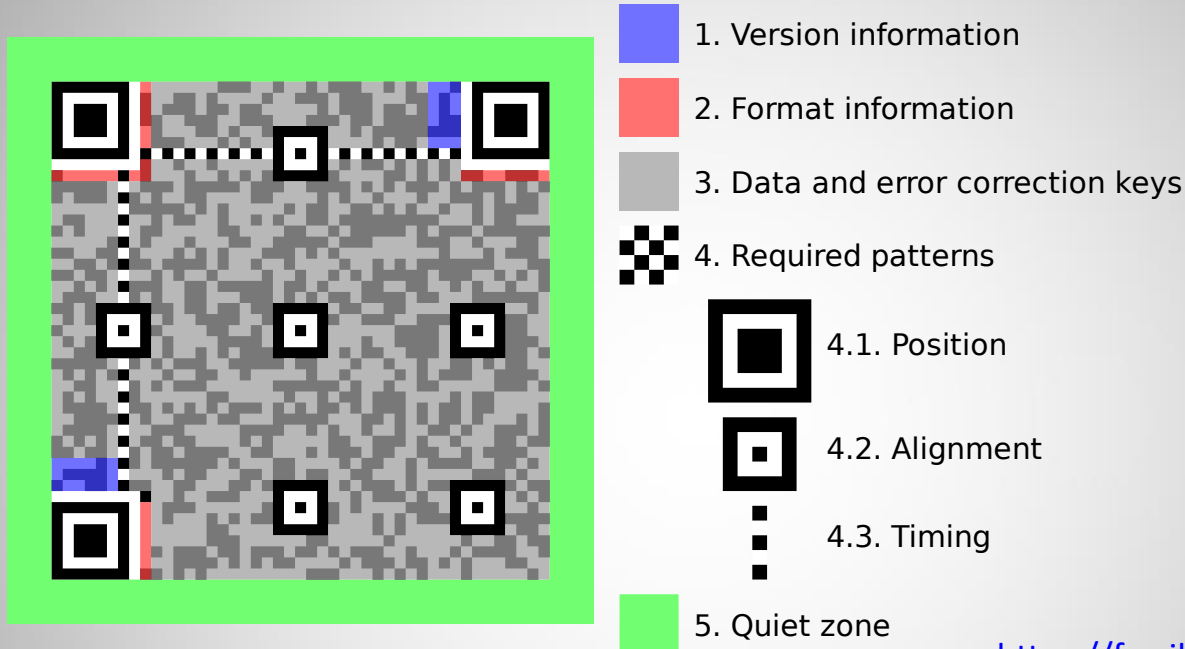 1. Version information
2. Format information
3. Data and error correction keys
4. Required patterns
4.1. Position
4.2. Alignment
4.3. Timing
5. Quiet zone